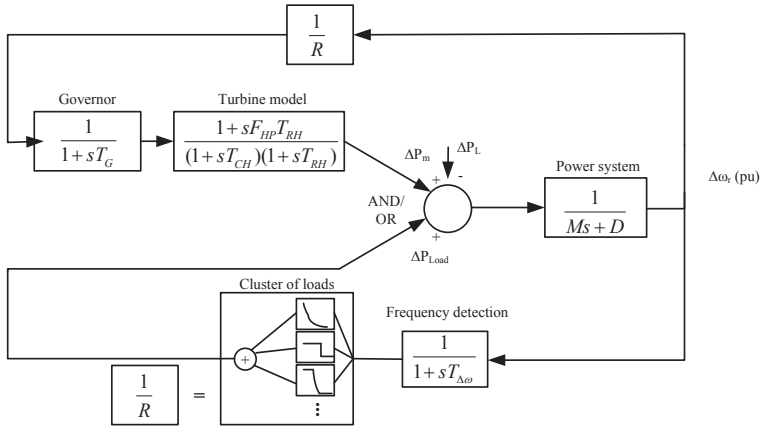 1
R
Governor
1
1 + sT_G
Turbine model
1 + sF_HP T_RH
(1 + sT_CH)(1 + sT_RH)
ΔP_m
ΔP_L
+
-
AND/
OR
+
ΔP_Load
Power system
1
Ms + D
Δω_r (pu)
Cluster of loads
+
⋮
Frequency detection
1
1 + sT_Δω
1
R
=